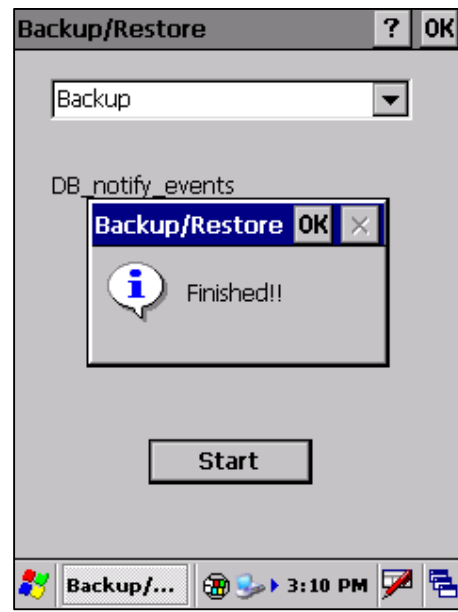 Backup/Restore ? OK
Backup
DB_notify_events
Backup/Restore OK
Finished!!
Start
Backup/... 3:10 PM